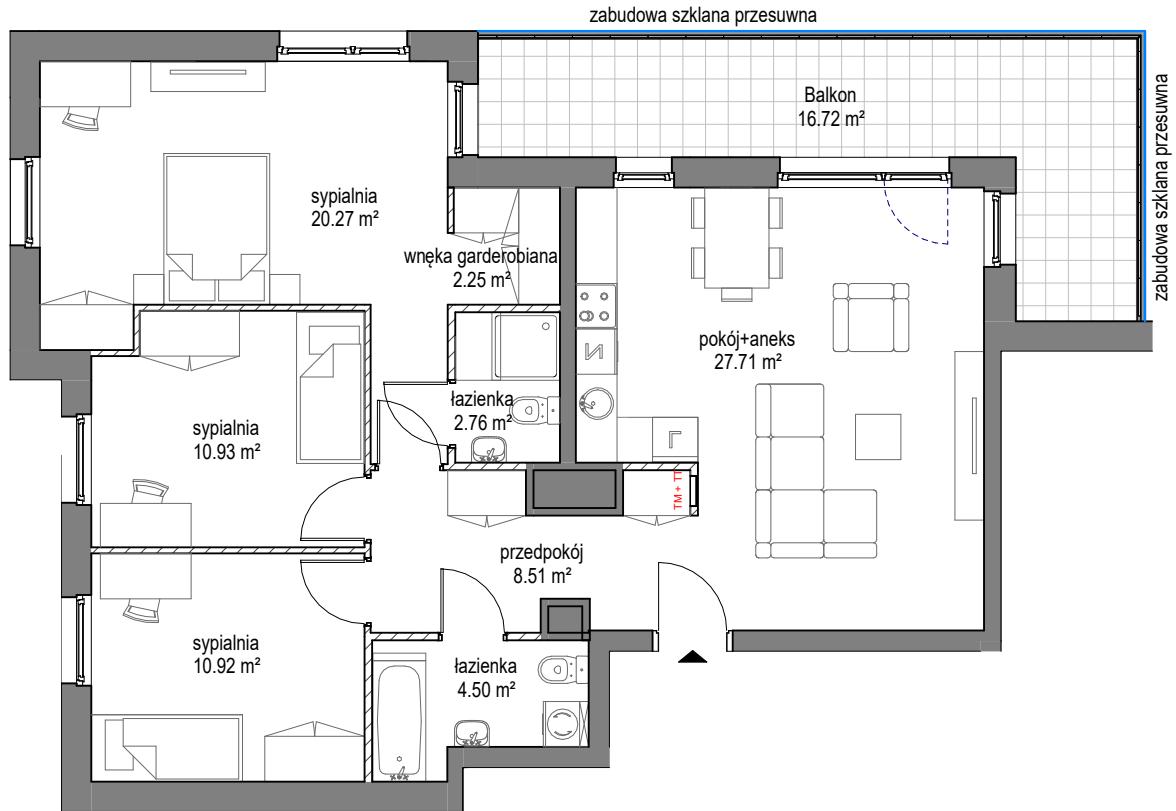 zabudowa szklana przesuwna
Balkon
16.72 m²
zabudowa szklana przesuwna
sypialnia
20.27 m²
wnęka garderobiana
2.25 m²
pokój+aneks
27.71 m²
N
łazienka
2.76 m²
sypialnia
10.93 m²
L
TM + TT
przedpokój
8.51 m²
sypialnia
10.92 m²
łazienka
4.50 m²